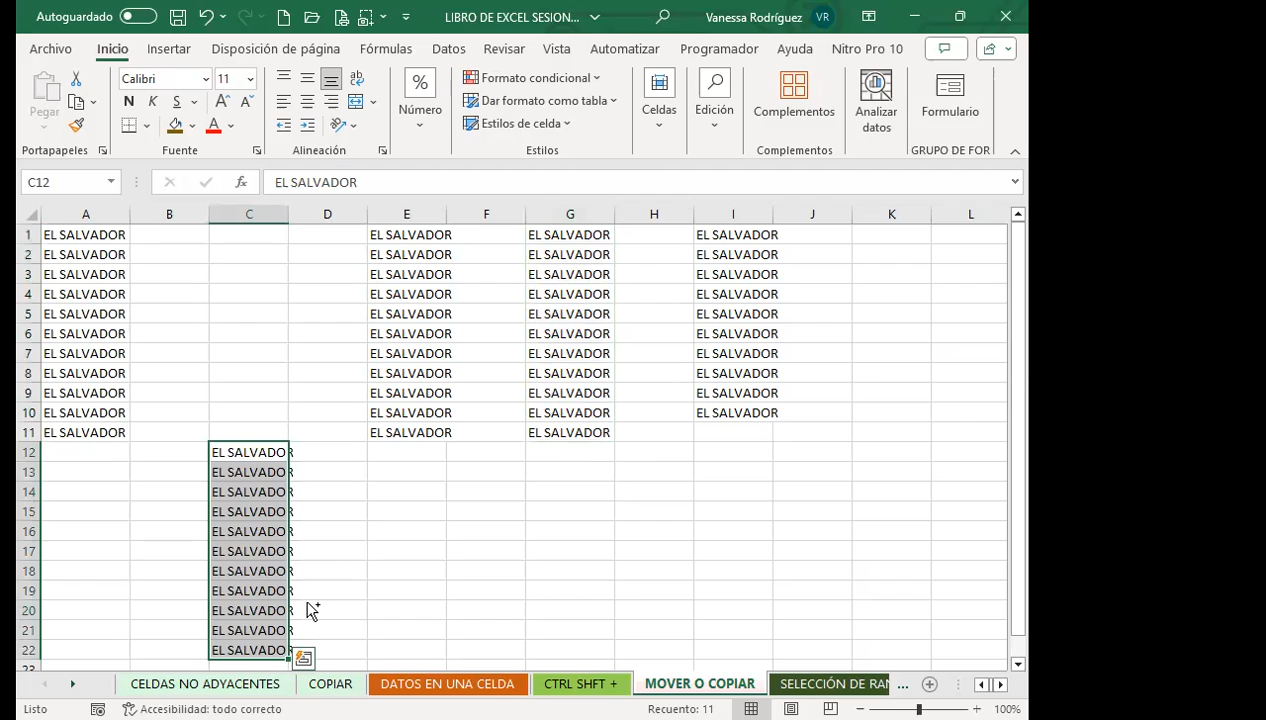 Autoguardado LIBRO DE EXCEL SESION... Vanessa Rodríguez VR
Archivo Inicio Insertar Disposición de página Fórmulas Datos Revisar Vista Automatizar Programador Ayuda Nitro Pro 10
Pegar Calibri 11 Número Formato condicional Celdas Edición Complementos Analizar datos Formulario
N K S A A Dar formato como tabla
A Estilos de celda
Portapapeles Fuente Alineación Estilos Complementos GRUPO DE FOR
C12 fx EL SALVADOR
A B C D E F G H I J K L
1 EL SALVADOR EL SALVADOR EL SALVADOR EL SALVADOR
2 EL SALVADOR EL SALVADOR EL SALVADOR EL SALVADOR
3 EL SALVADOR EL SALVADOR EL SALVADOR EL SALVADOR
4 EL SALVADOR EL SALVADOR EL SALVADOR EL SALVADOR
5 EL SALVADOR EL SALVADOR EL SALVADOR EL SALVADOR
6 EL SALVADOR EL SALVADOR EL SALVADOR EL SALVADOR
7 EL SALVADOR EL SALVADOR EL SALVADOR EL SALVADOR
8 EL SALVADOR EL SALVADOR EL SALVADOR EL SALVADOR
9 EL SALVADOR EL SALVADOR EL SALVADOR EL SALVADOR
10 EL SALVADOR EL SALVADOR EL SALVADOR EL SALVADOR
11 EL SALVADOR EL SALVADOR EL SALVADOR
12 EL SALVADOR
13 EL SALVADOR
14 EL SALVADOR
15 EL SALVADOR
16 EL SALVADOR
17 EL SALVADOR
18 EL SALVADOR
19 EL SALVADOR
20 EL SALVADOR
21 EL SALVADOR
22 EL SALVADOR
23
CELDAS NO ADYACENTES COPIAR DATOS EN UNA CELDA CTRL SHFT + MOVER O COPIAR SELECCIÓN DE RAN ...
Listo Accesibilidad: todo correcto Recuento: 11 100%